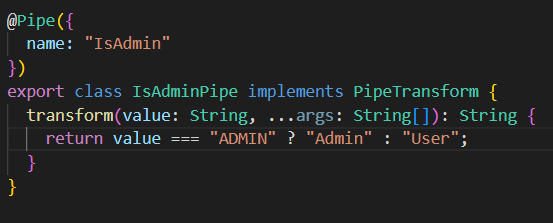 @Pipe({
  name: "IsAdmin"
})
export class IsAdminPipe implements PipeTransform {
  transform(value: String, ...args: String[]): String {
    return value === "ADMIN" ? "Admin" : "User";
  }
}